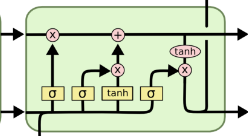 × +
tanh
× ×
σ σ tanh σ